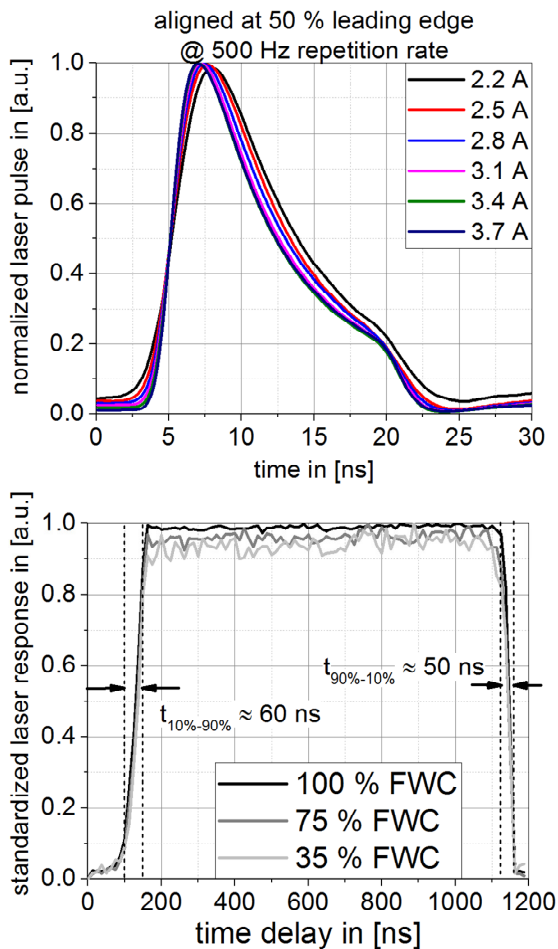 aligned at 50 % leading edge
@ 500 Hz repetition rate
normalized laser pulse in [a.u.]
1.0
0.8
0.6
0.4
0.2
0.0
2.2 A
2.5 A
2.8 A
3.1 A
3.4 A
3.7 A
0 5 10 15 20 25 30
time in [ns]
standardized laser response in [a.u.]
1.0
0.8
0.6
0.4
0.2
0.0
t90%-10% ≈ 50 ns
t10%-90% ≈ 60 ns
100 % FWC
75 % FWC
35 % FWC
0 200 400 600 800 1000 1200
time delay in [ns]